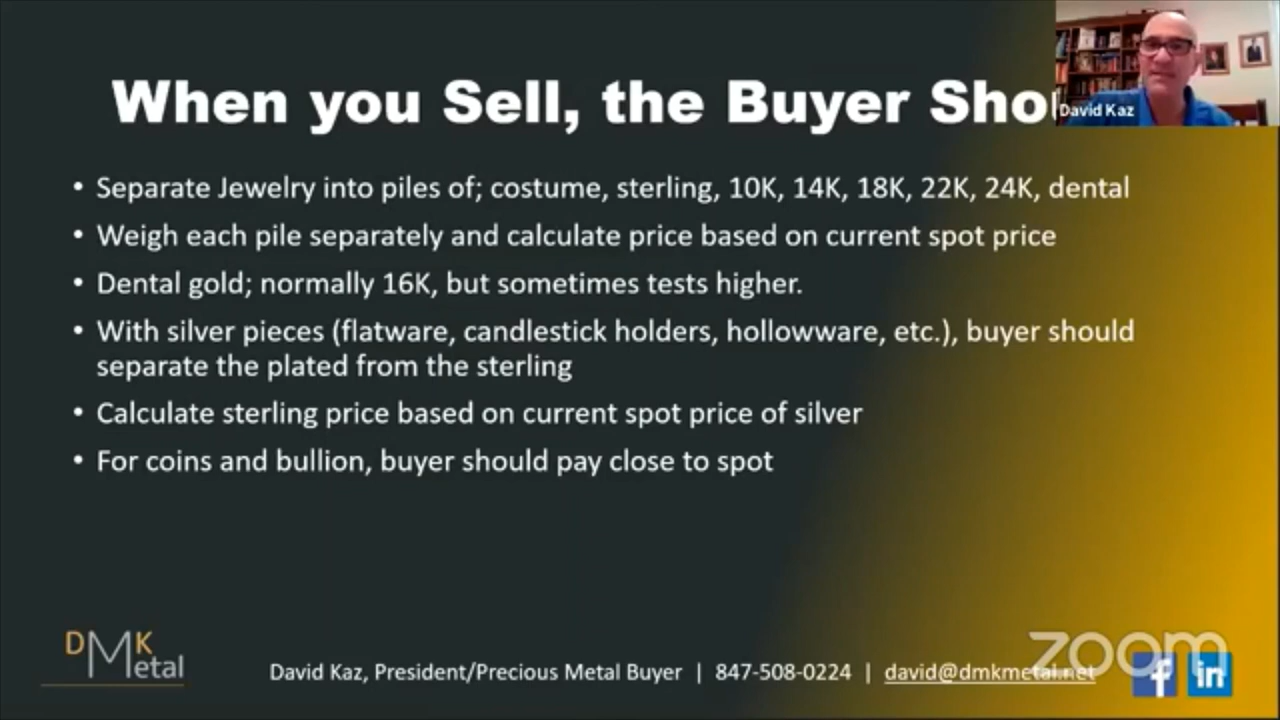 When you Sell, the Buyer Sho
David Kaz
• Separate Jewelry into piles of; costume, sterling, 10K, 14K, 18K, 22K, 24K, dental
• Weigh each pile separately and calculate price based on current spot price
• Dental gold; normally 16K, but sometimes tests higher.
• With silver pieces (flatware, candlestick holders, hollowware, etc.), buyer should
separate the plated from the sterling
• Calculate sterling price based on current spot price of silver
• For coins and bullion, buyer should pay close to spot
DMK
Metal
David Kaz, President/Precious Metal Buyer | 847-508-0224 | david@dmkmetal.net
zoom
f in